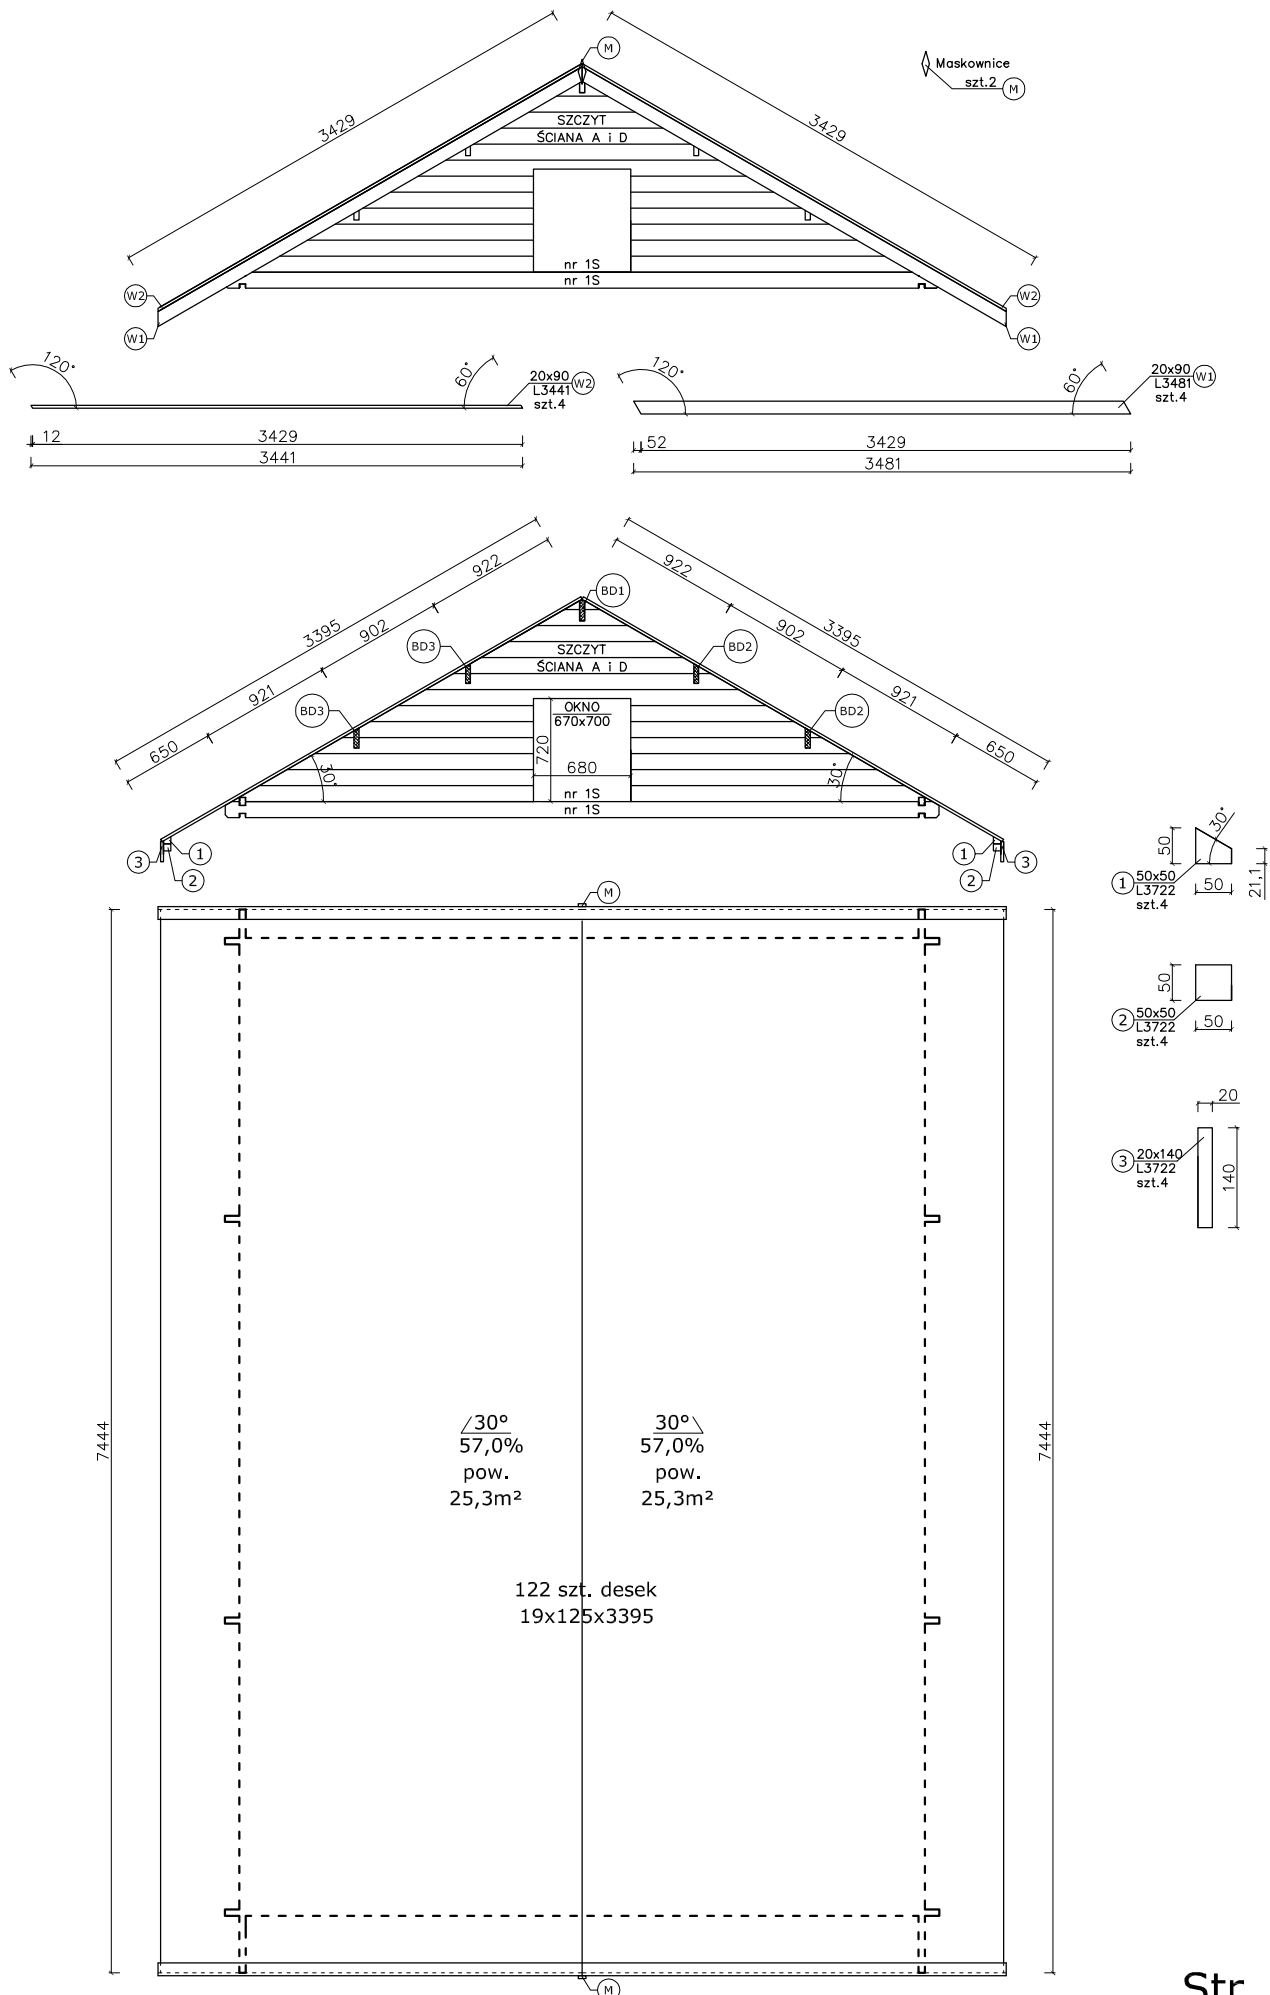 M
Maskownice
szt.2
M
3429
3429
SZCZYT
ŚCIANA A i D
nr 1S
nr 1S
W2
W2
W1
W1
120°
60°
20x90
L3441
szt.4
W2
12
3429
3441
120°
60°
20x90
L3481
szt.4
W1
52
3429
3481
922
902
921
650
3395
922
902
921
650
3395
BD1
BD3
BD2
SZCZYT
ŚCIANA A i D
BD3
BD2
OKNO
670x700
720
680
30°
30°
nr 1S
nr 1S
3
1
2
1
3
2
50
30°
1
50x50
L3722
szt.4
50
21,1
50
2
50x50
L3722
szt.4
50
20
3
20x140
L3722
szt.4
140
M
7444
7444
30°
57,0%
pow.
25,3m²
30°
57,0%
pow.
25,3m²
122 szt. desek
19x125x3395
M
Str